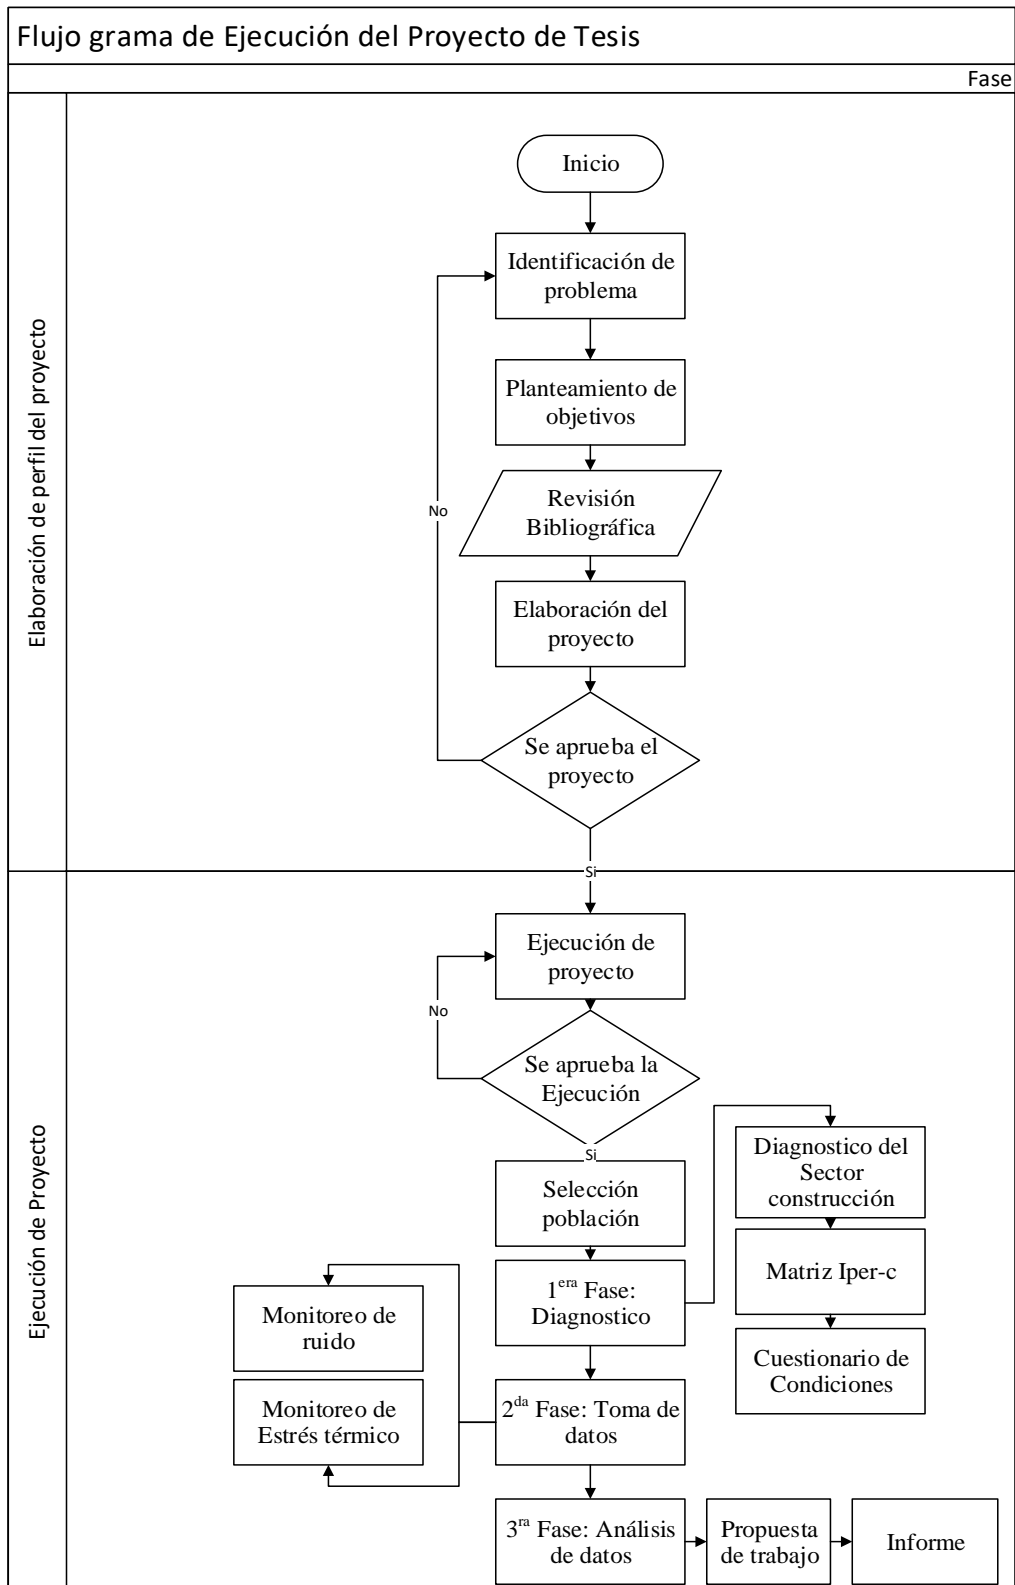 Flujo grama de Ejecución del Proyecto de Tesis
Fase
Elaboración de perfil del proyecto
Inicio
Identificación de
problema
Planteamiento de
objetivos
Revisión
Bibliográfica
No
Elaboración del
proyecto
Se aprueba el
proyecto
Si
Ejecución de Proyecto
Ejecución de
proyecto
No
Se aprueba la
Ejecución
Si
Selección
población
1era Fase:
Diagnostico
Diagnostico del
Sector
construcción
Matriz Iper-c
Cuestionario de
Condiciones
2da Fase: Toma de
datos
Monitoreo de
ruido
Monitoreo de
Estrés térmico
3ra Fase: Análisis
de datos
Propuesta
de trabajo
Informe